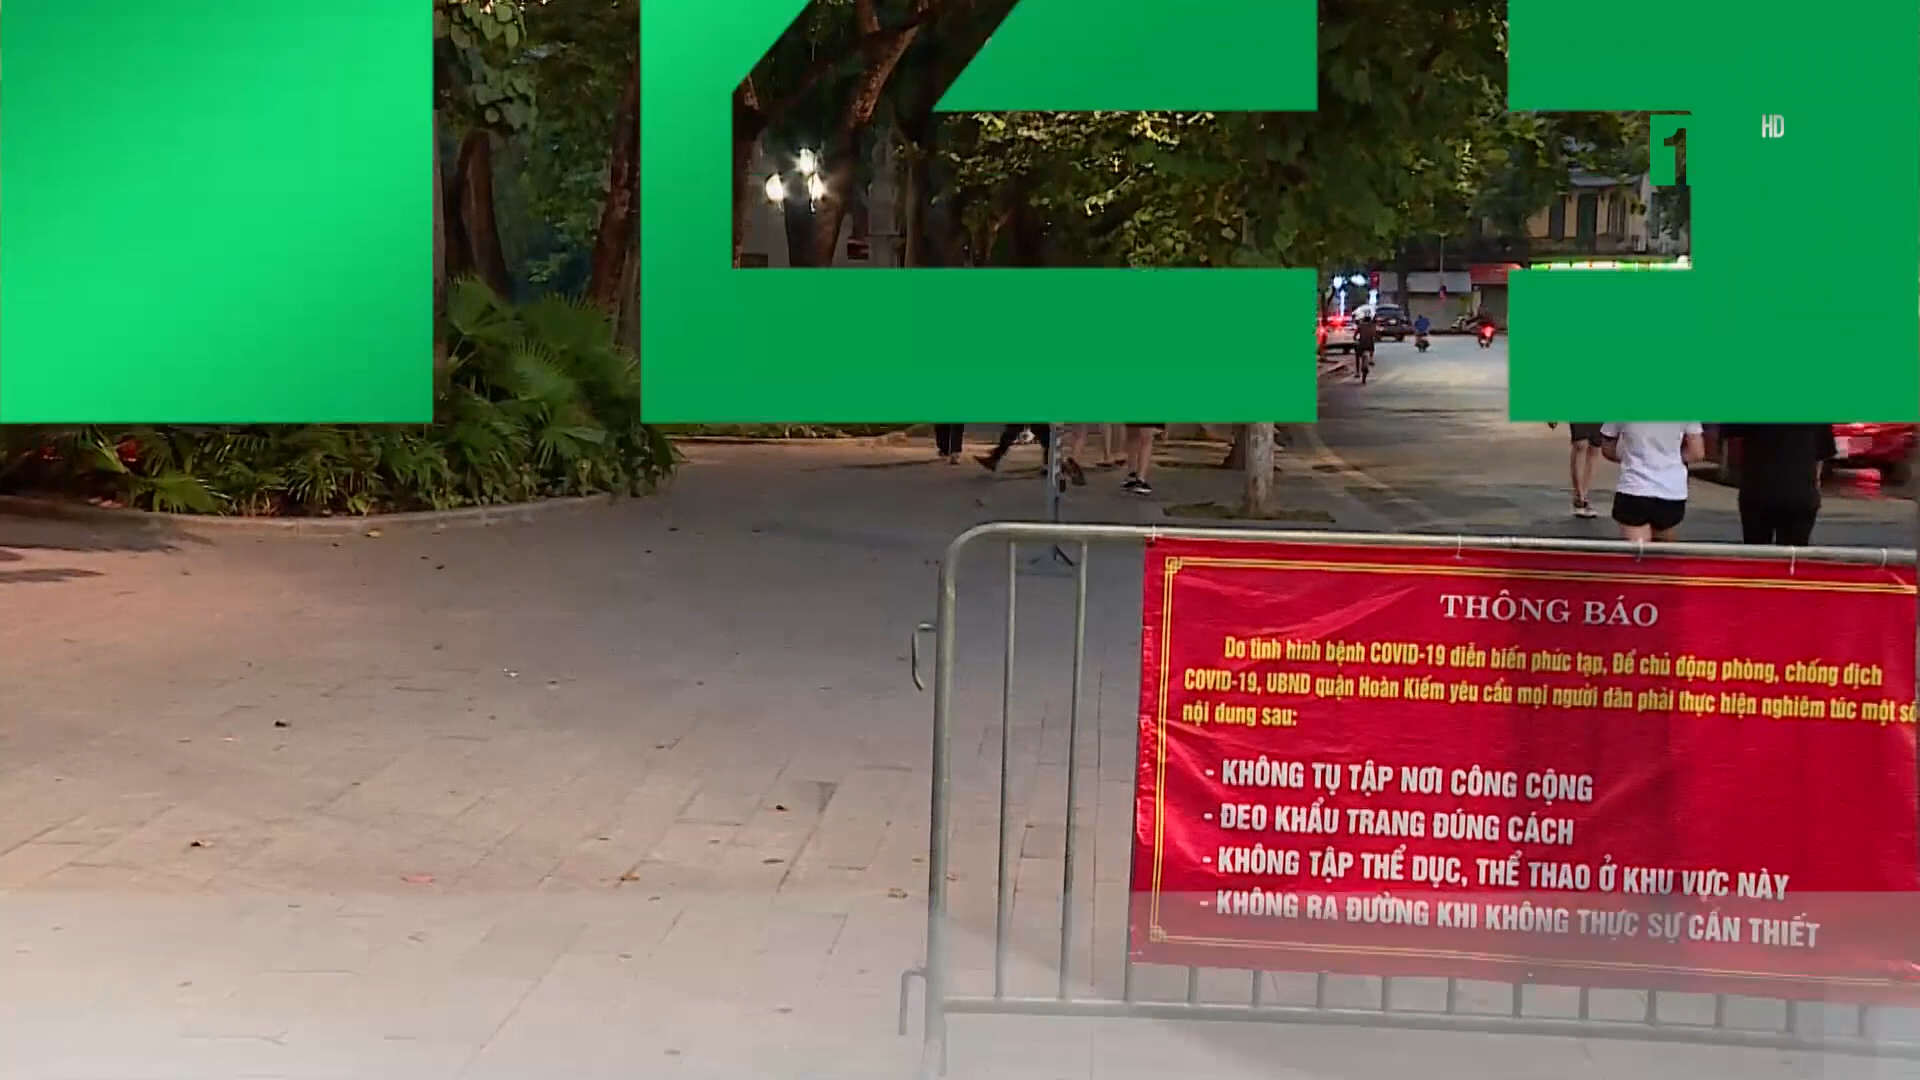 1
HD
THÔNG BÁO
Do tình hình bệnh COVID-19 diễn biến phức tạp, Để chủ động phòng, chống dịch
COVID-19, UBND quận Hoàn Kiếm yêu cầu mọi người dân phải thực hiện nghiêm túc một số
nội dung sau:
- KHÔNG TỤ TẬP NƠI CÔNG CỘNG
- ĐEO KHẨU TRANG ĐÚNG CÁCH
- KHÔNG TẬP THỂ DỤC, THỂ THAO Ở KHU VỰC NÀY
- KHÔNG RA ĐƯỜNG KHI KHÔNG THỰC SỰ CẦN THIẾT